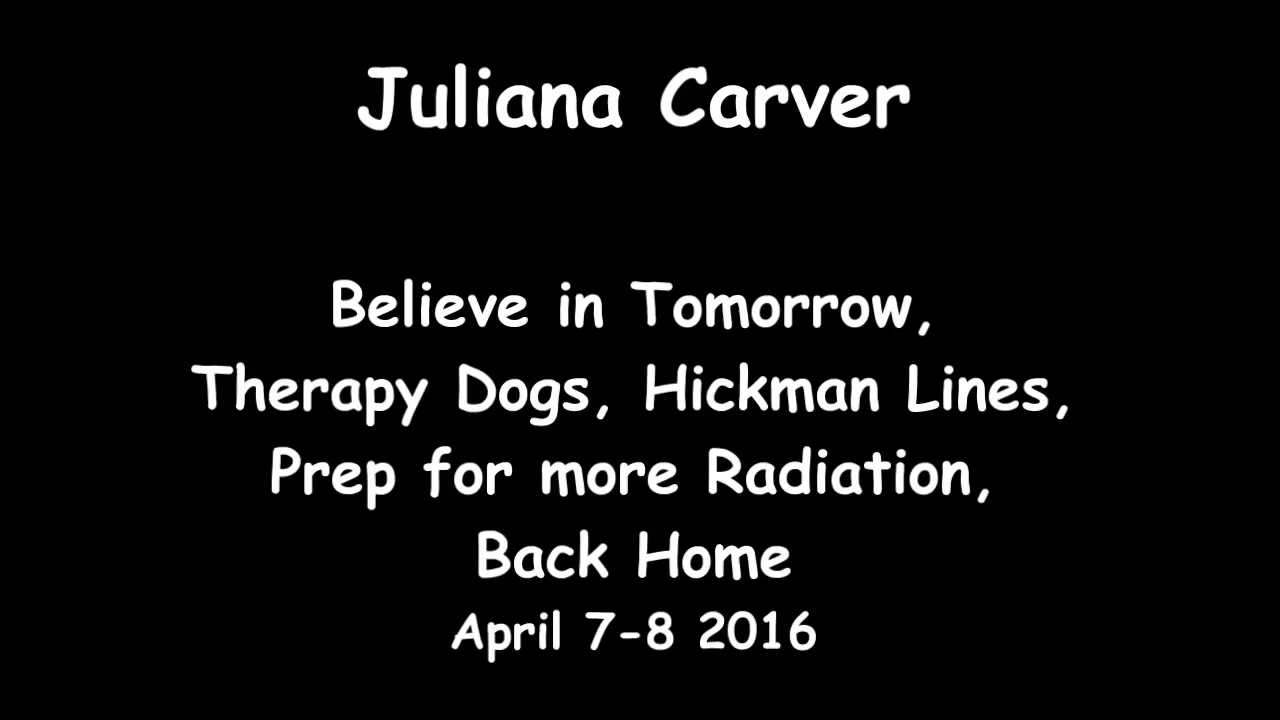 Juliana Carver
Believe in Tomorrow,
Therapy Dogs, Hickman Lines,
Prep for more Radiation,
Back Home
April 7-8 2016